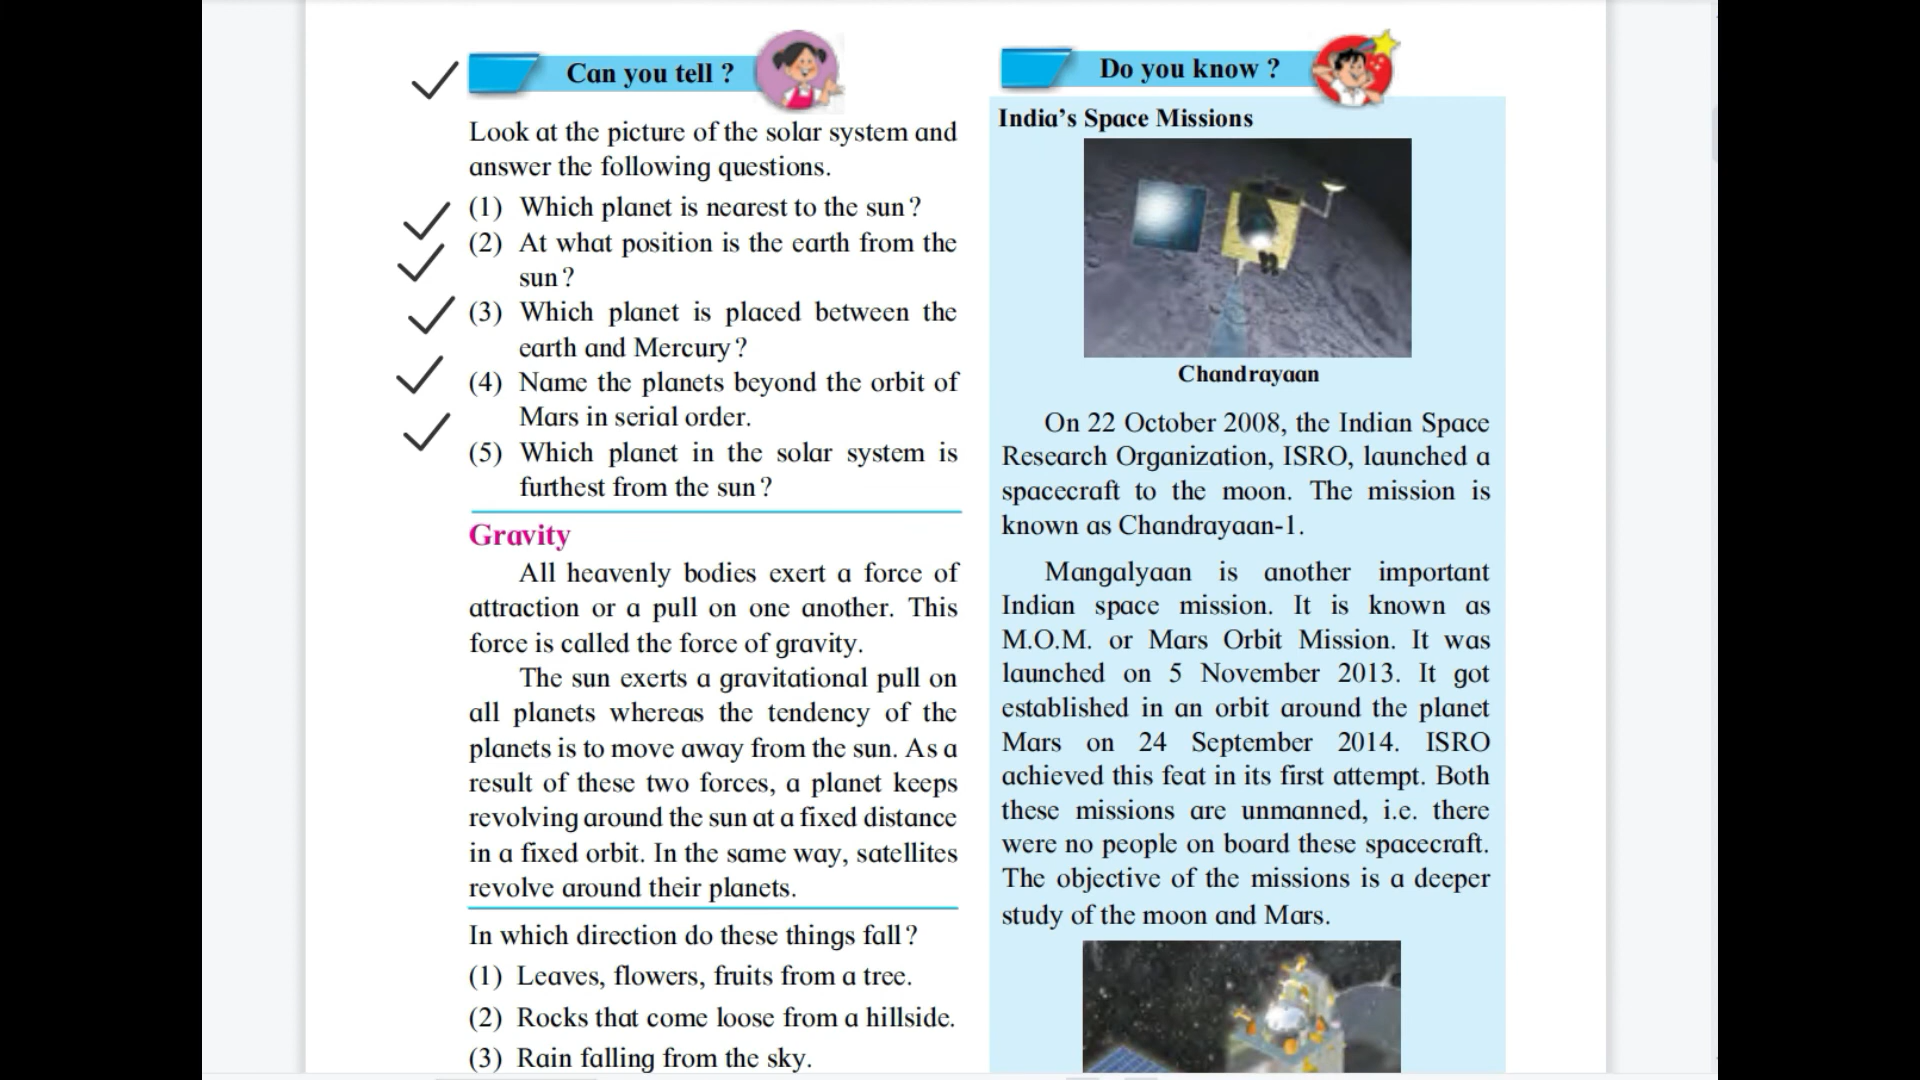 Can you tell ?
Look at the picture of the solar system and
answer the following questions.
(1) Which planet is nearest to the sun ?
(2) At what position is the earth from the
sun ?
(3) Which planet is placed between the
earth and Mercury ?
(4) Name the planets beyond the orbit of
Mars in serial order.
(5) Which planet in the solar system is
furthest from the sun ?
Gravity
All heavenly bodies exert a force of
attraction or a pull on one another. This
force is called the force of gravity.
The sun exerts a gravitational pull on
all planets whereas the tendency of the
planets is to move away from the sun. As a
result of these two forces, a planet keeps
revolving around the sun at a fixed distance
in a fixed orbit. In the same way, satellites
revolve around their planets.
In which direction do these things fall ?
(1) Leaves, flowers, fruits from a tree.
(2) Rocks that come loose from a hillside.
(3) Rain falling from the sky.
Do you know ?
India's Space Missions
Chandrayaan
On 22 October 2008, the Indian Space
Research Organization, ISRO, launched a
spacecraft to the moon. The mission is
known as Chandrayaan-1.
Mangalyaan is another important
Indian space mission. It is known as
M.O.M. or Mars Orbit Mission. It was
launched on 5 November 2013. It got
established in an orbit around the planet
Mars on 24 September 2014. ISRO
achieved this feat in its first attempt. Both
these missions are unmanned, i.e. there
were no people on board these spacecraft.
The objective of the missions is a deeper
study of the moon and Mars.